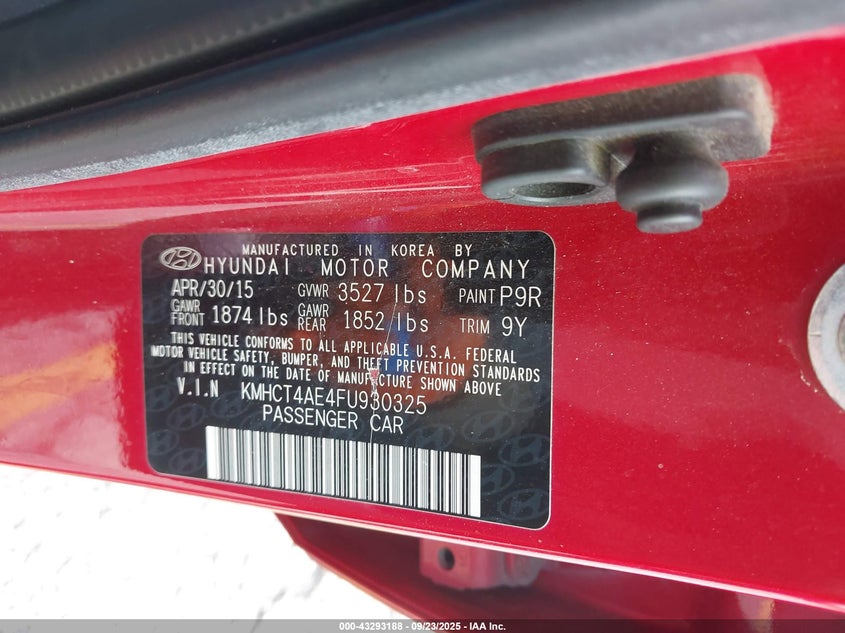 MANUFACTURED IN KOREA BY
HYUNDAI MOTOR COMPANY
APR/30/15 GVWR 3527 lbs PAINT P9R
GAWR FRONT 1874 lbs GAWR REAR 1852 lbs TRIM 9Y
THIS VEHICLE CONFORMS TO ALL APPLICABLE U.S.A. FEDERAL
MOTOR VEHICLE SAFETY, BUMPER, AND THEFT PREVENTION STANDARDS
IN EFFECT ON THE DATE OF MANUFACTURE SHOWN ABOVE
V.I.N KMHCT4AE4FU930325
PASSENGER CAR
000-43293188 - 09/23/2025 - IAA Inc.